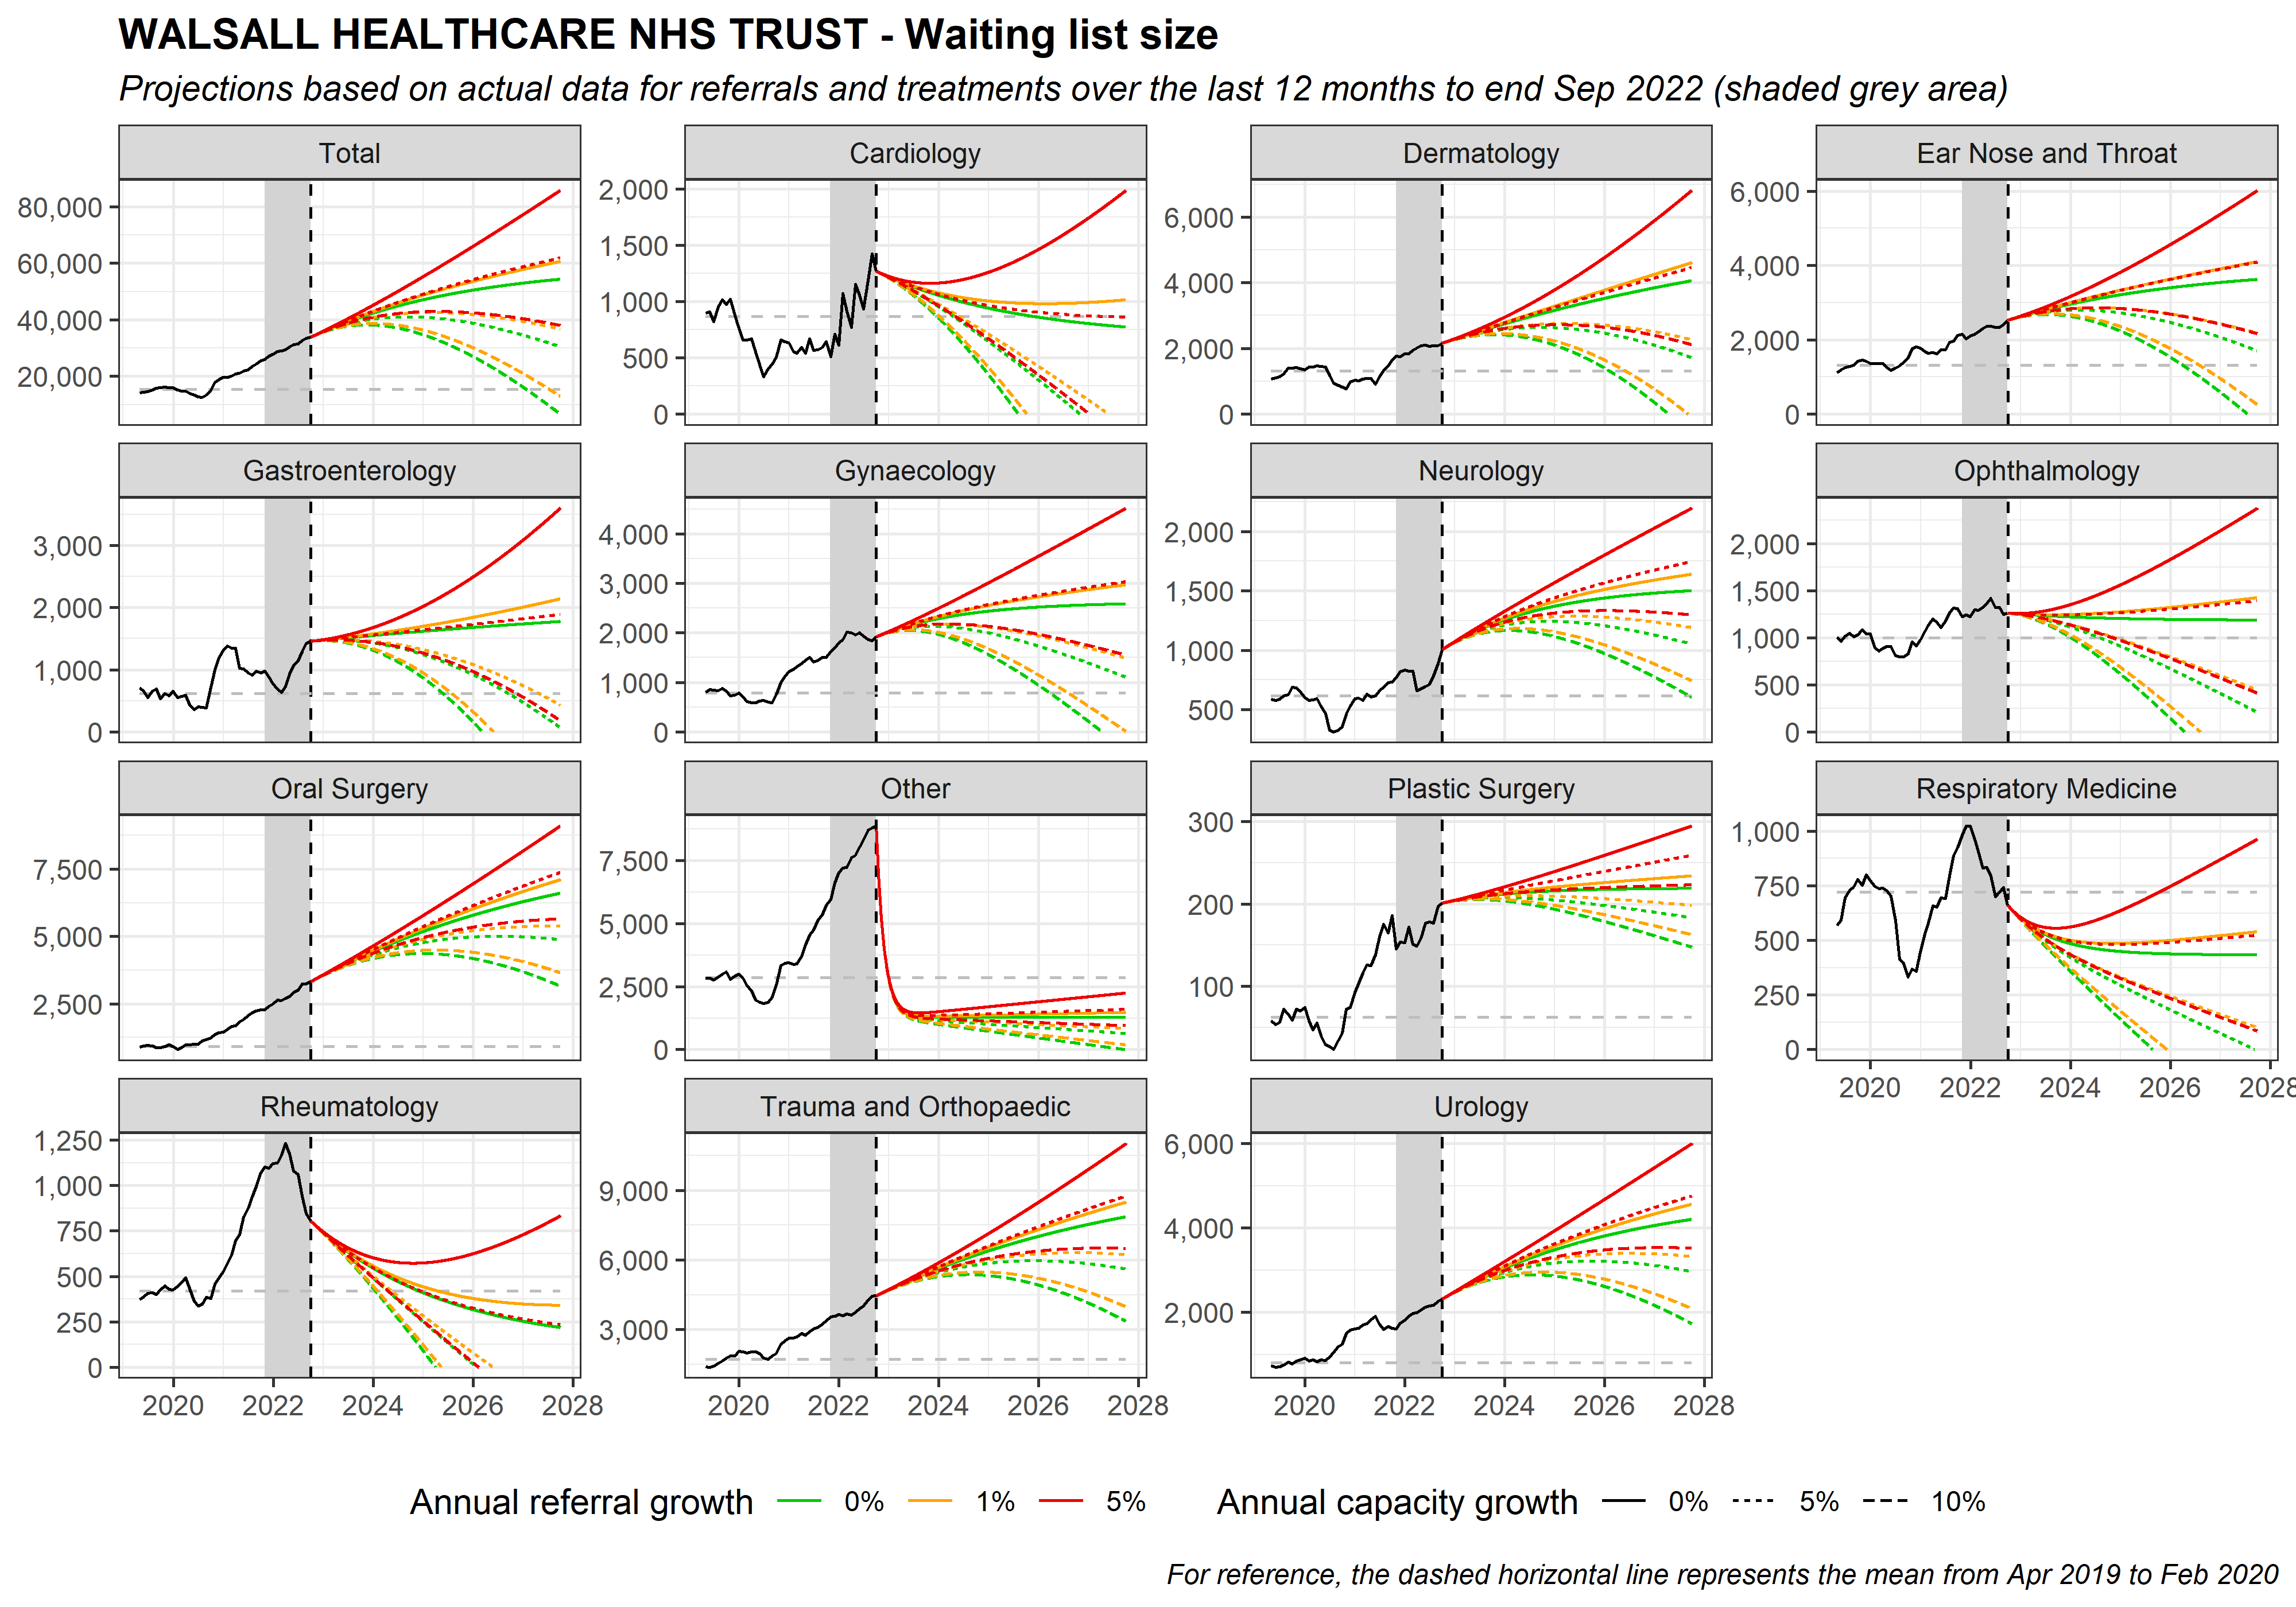 WALSALL HEALTHCARE NHS TRUST - Waiting list size
Projections based on actual data for referrals and treatments over the last 12 months to end Sep 2022 (shaded grey area)
Total
80,000
60,000
40,000
20,000
Cardiology
2,000
1,500
1,000
500
0
Dermatology
6,000
4,000
2,000
0
Ear Nose and Throat
6,000
4,000
2,000
0
Gastroenterology
3,000
2,000
1,000
0
Gynaecology
4,000
3,000
2,000
1,000
0
Neurology
2,000
1,500
1,000
500
Ophthalmology
2,000
1,500
1,000
500
0
Oral Surgery
7,500
5,000
2,500
Other
7,500
5,000
2,500
0
Plastic Surgery
300
200
100
Respiratory Medicine
1,000
750
500
250
0
2020 2022 2024 2026 2028
Rheumatology
1,250
1,000
750
500
250
0
2020 2022 2024 2026 2028
Trauma and Orthopaedic
9,000
6,000
3,000
2020 2022 2024 2026 2028
Urology
6,000
4,000
2,000
2020 2022 2024 2026 2028
Annual referral growth 0% 1% 5% Annual capacity growth 0% 5% 10%
For reference, the dashed horizontal line represents the mean from Apr 2019 to Feb 2020